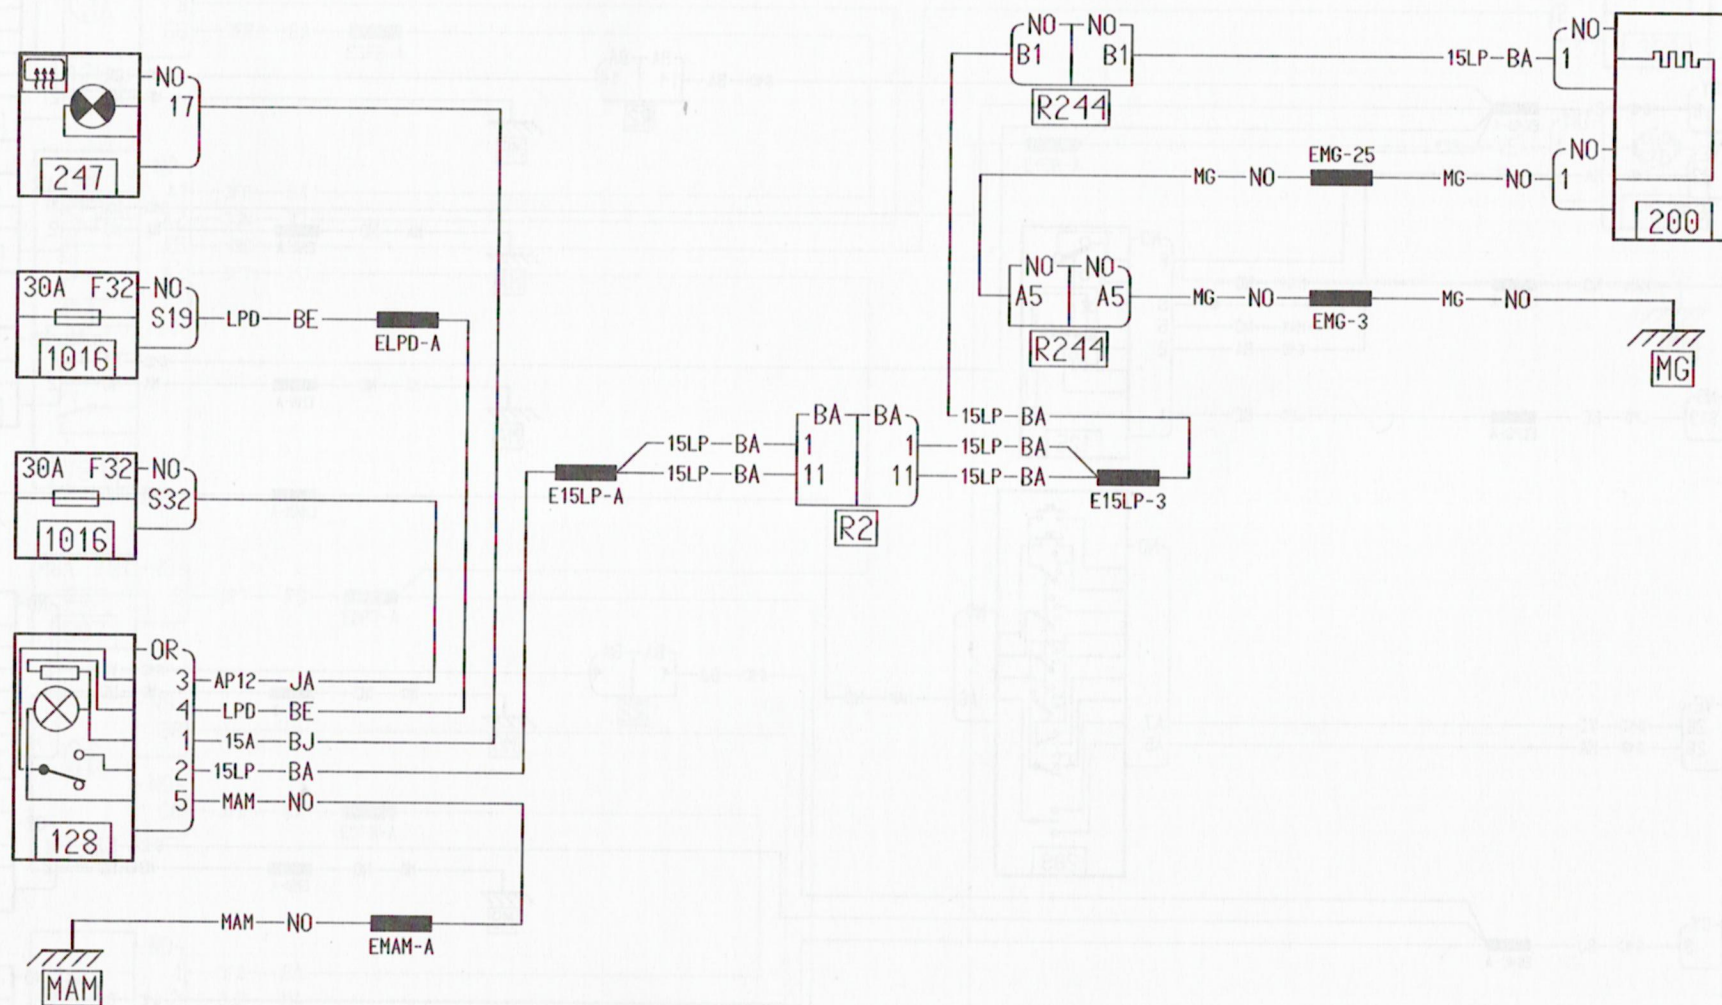 NO NO
B1 B1
R244
15LP BA
NO
1
NO
17
247
EMG-25
MG NO
MG NO
NO
1
200
30A F32 NO
S19
LPD BE
ELPD-A
1016
NO NO
A5 A5
R244
MG NO
EMG-3
MG NO
MG
BA BA
1 1
11 11
R2
15LP BA
15LP BA
E15LP-A
15LP BA
15LP BA
15LP BA
E15LP-3
30A F32 NO
S32
1016
OR
3 AP12 JA
4 LPD BE
1 15A BJ
2 15LP BA
5 MAM NO
128
MAM NO
EMAM-A
MAM